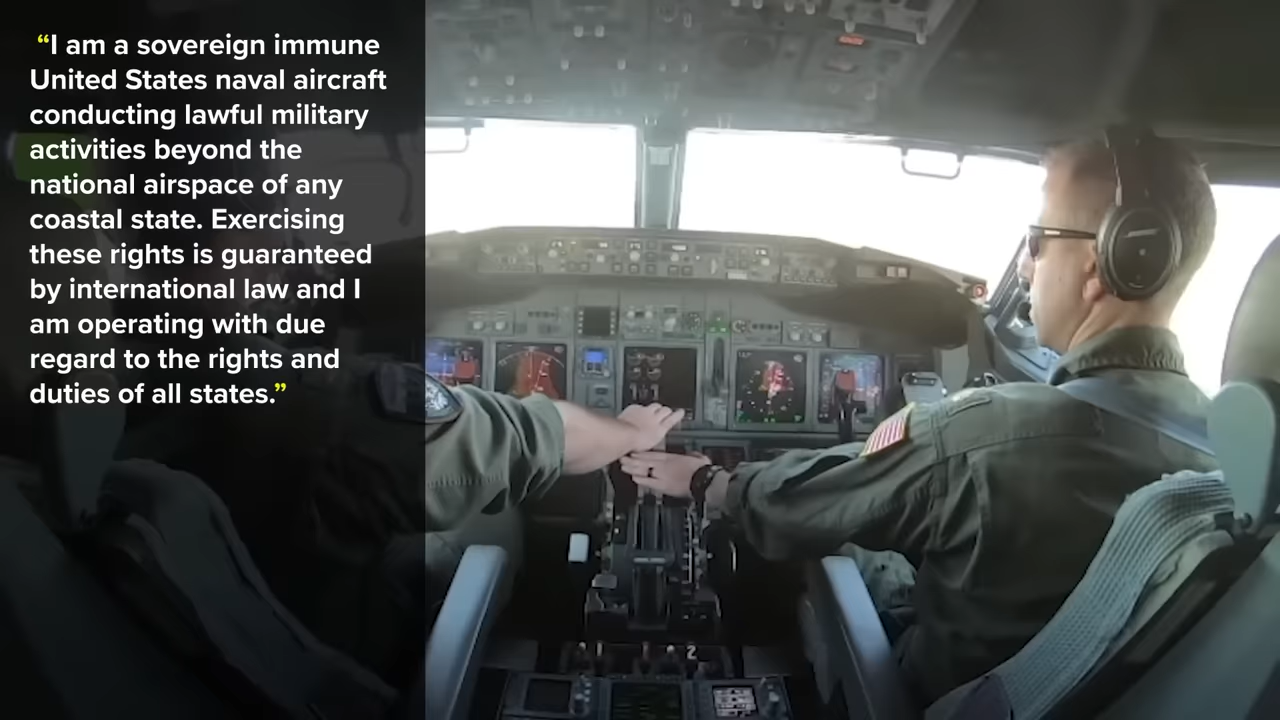 “I am a sovereign immune
United States naval aircraft
conducting lawful military
activities beyond the
national airspace of any
coastal state. Exercising
these rights is guaranteed
by international law and I
am operating with due
regard to the rights and
duties of all states.”
1 2